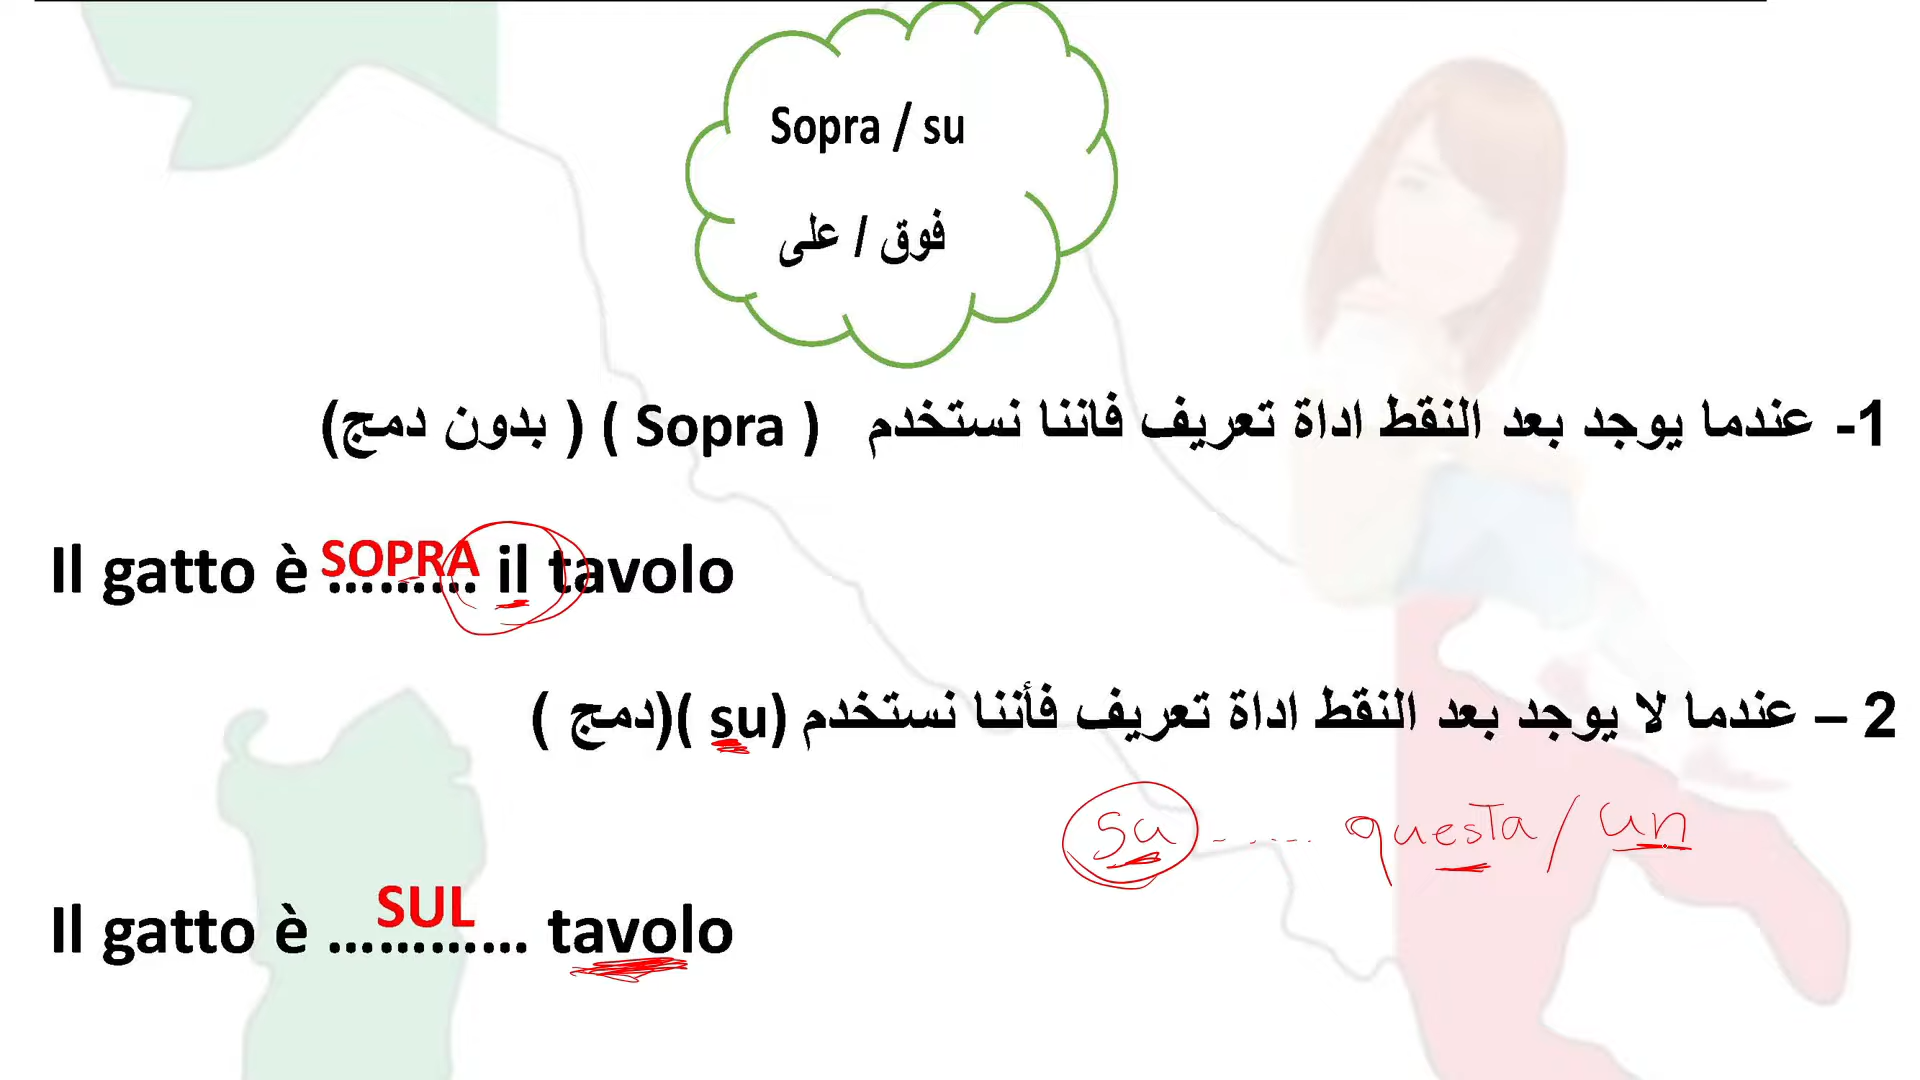 Sopra / su
فوق / على
1- عندما يوجد بعد النقط اداة تعريف فاننا نستخدم ( Sopra ) ( بدون دمج)
Il gatto è ......... il tavolo
SOPRA
2 – عندما لا يوجد بعد النقط اداة تعريف فأننا نستخدم (su )(دمج )
su ...... questa / un
Il gatto è ............ tavolo
SUL